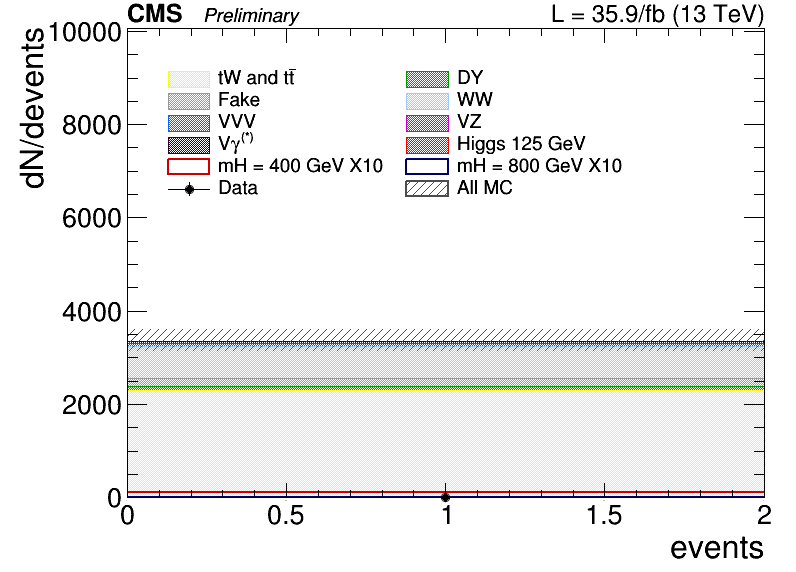 CMS Preliminary L = 35.9/fb (13 TeV)
dN/devents
10000
8000
6000
4000
2000
0
tW and tt̄ DY
Fake WW
VVV VZ
Vγ(*) Higgs 125 GeV
mH = 400 GeV X10 mH = 800 GeV X10
Data All MC
0 0.5 1 1.5 2
events